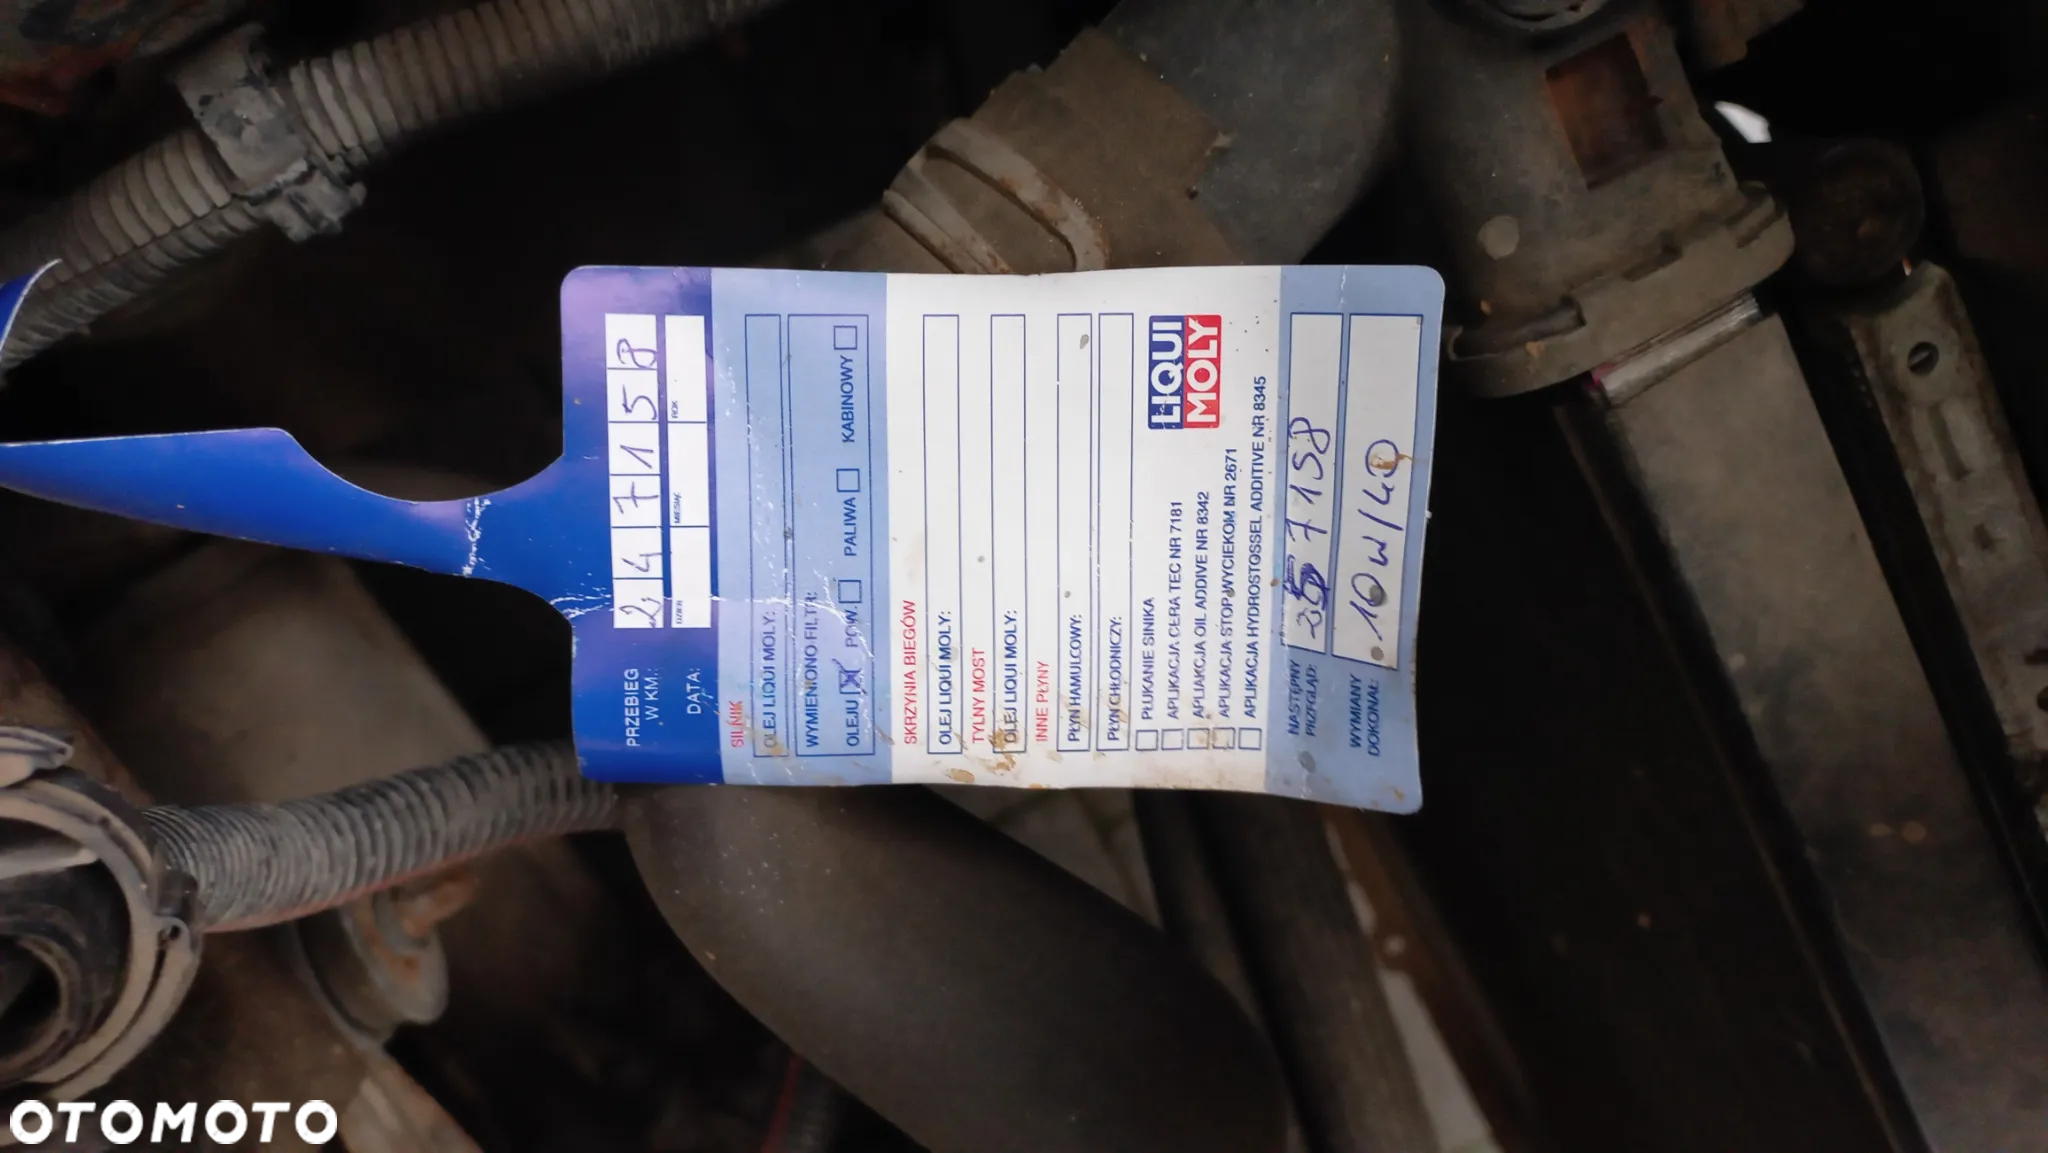 PRZEBIEG 247158
W KM.:
DATA: DZIEŃ MIESIĄC ROK
SILNIK
OLEJ LIQUI MOLY:
WYMIENIONO FILTR:
OLEJU POW. PALIWA KABINOWY
SKRZYNIA BIEGÓW
OLEJ LIQUI MOLY:
TYLNY MOST
OLEJ LIQUI MOLY:
INNE PŁYNY
PŁYN HAMULCOWY:
PŁYN CHŁODNICZY:
PŁUKANIE SINIKA
APLIKACJA CERA TEC NR 7181
APLIAKCJA OIL ADDIVE NR 8342
APLIKACJA STOP WYCIEKOM NR 2671
APLIKACJA HYDROSTOSSEL ADDITIVE NR 8345
LIQUI
MOLY
NASTĘPNY 257158
PRZEGLĄD:
WYMIANY 10W/40
DOKONAŁ:
OTOMOTO